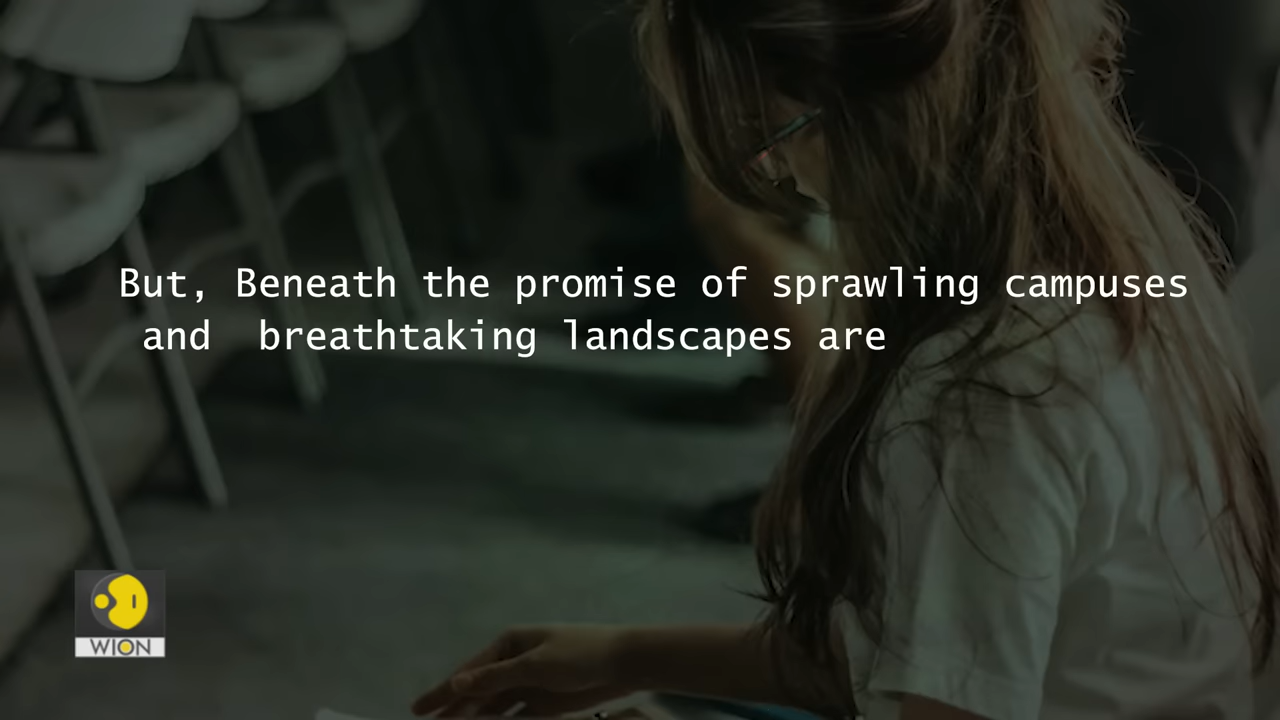 But, Beneath the promise of sprawling campuses
and  breathtaking landscapes are
WION